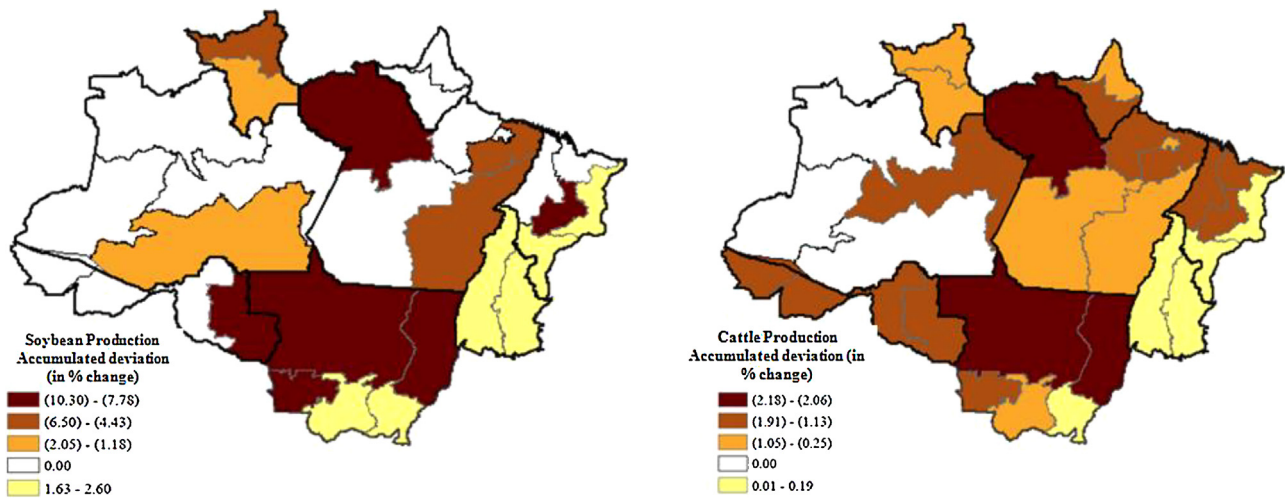 Soybean Production
Accumulated deviation
(in % change)
(10.30) - (7.78)
(6.50) - (4.43)
(2.05) - (1.18)
0.00
1.63 - 2.60
Cattle Production
Accumulated deviation (in
% change)
(2.18) - (2.06)
(1.91) - (1.13)
(1.05) - (0.25)
0.00
0.01 - 0.19